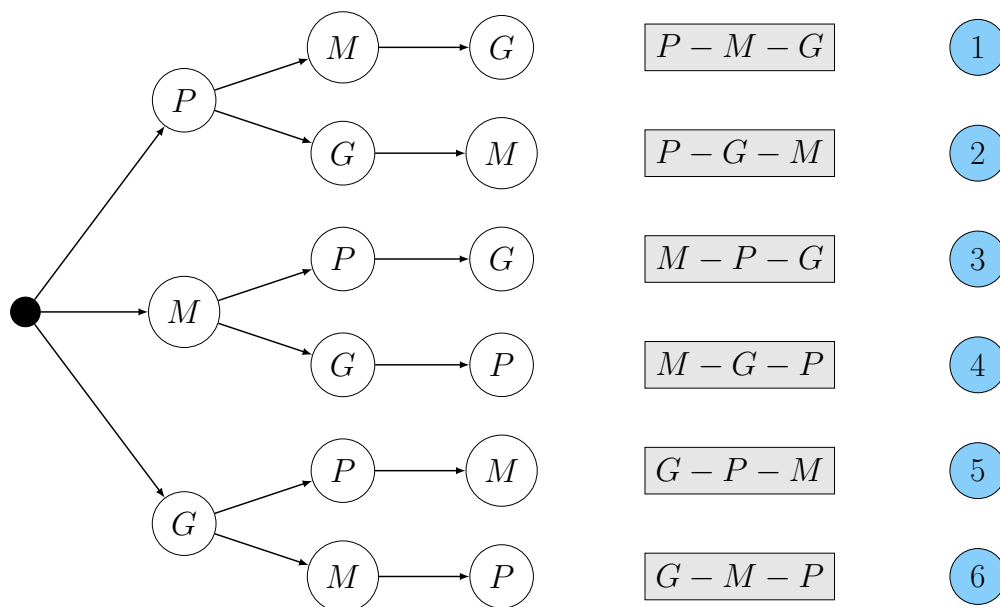 M G P − M − G 1
P
G M P − G − M 2
P G M − P − G 3
M
G P M − G − P 4
P M G − P − M 5
G
M P G − M − P 6